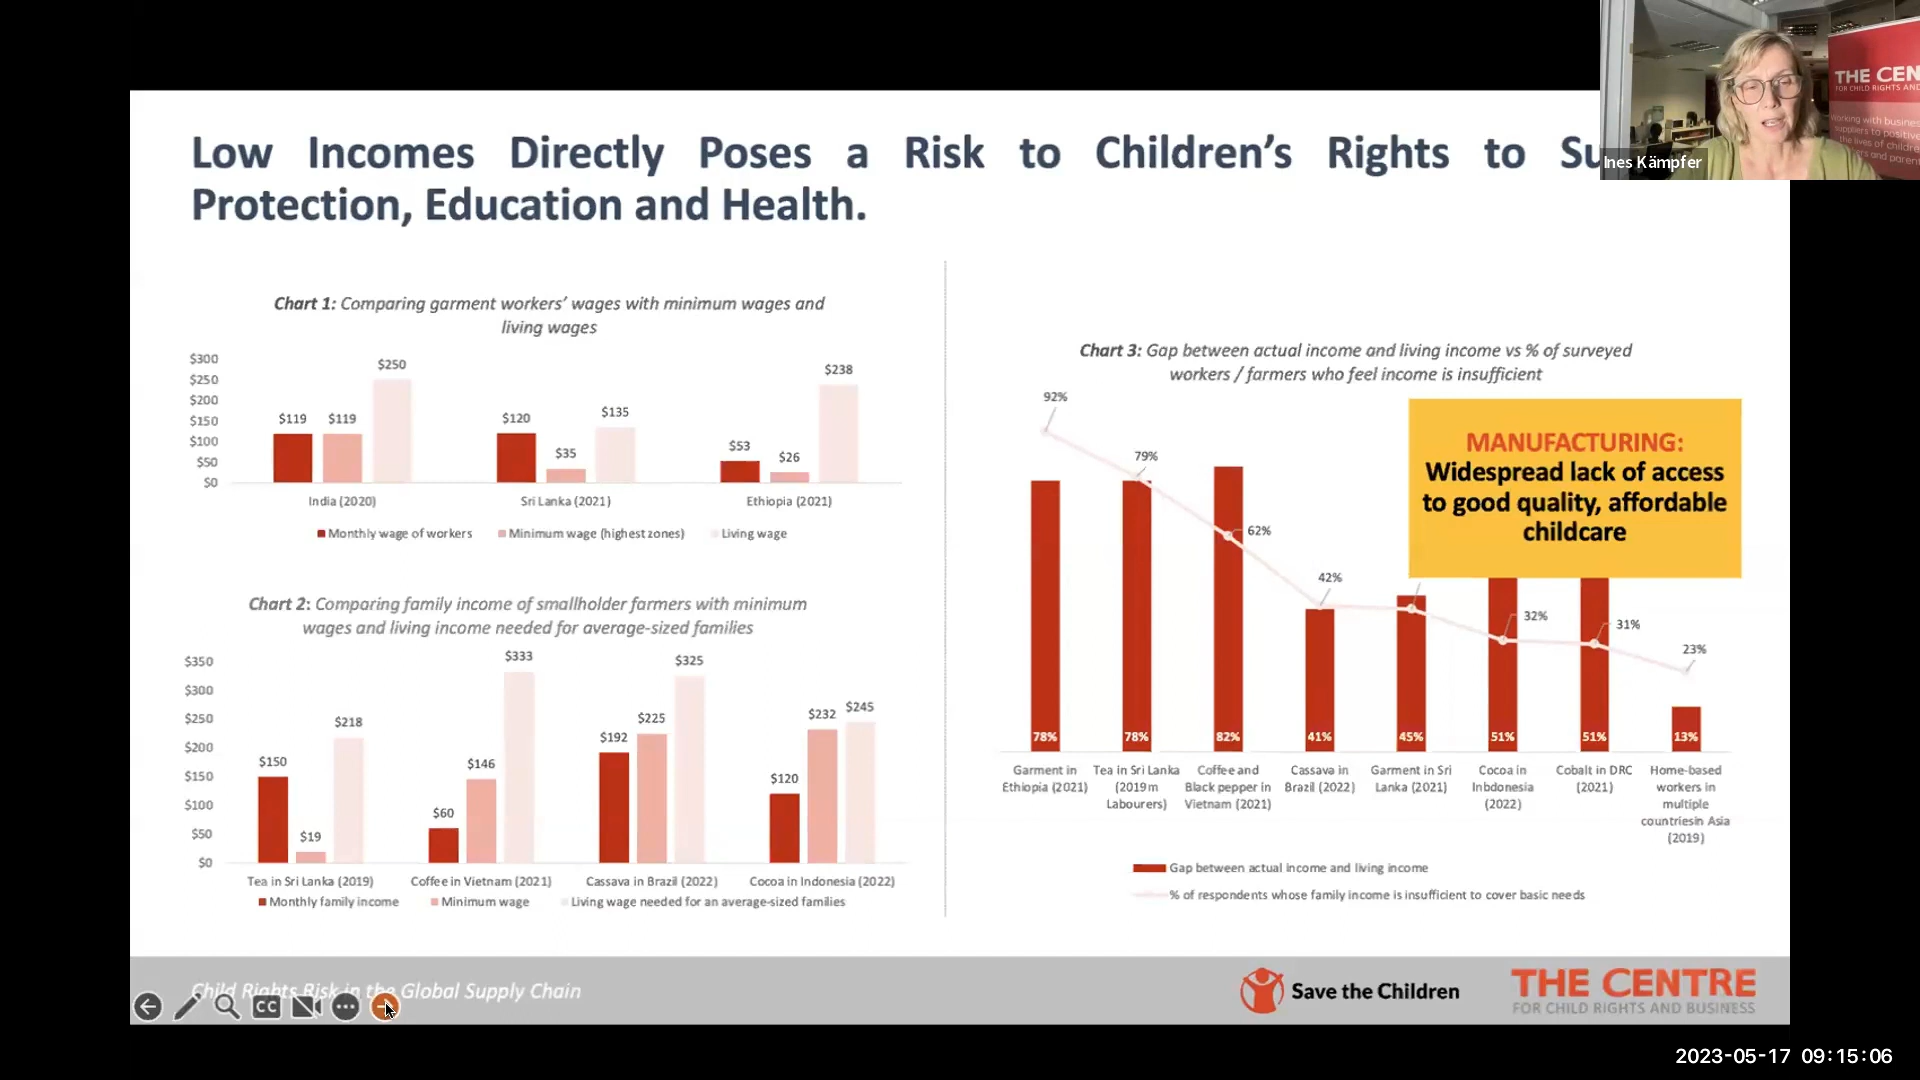 Low Incomes Directly Poses a Risk to Children's Rights to
Protection, Education and Health.
THE CEN
FOR CHILD RIGHTS AND
Ines Kämpfer
Chart 1: Comparing garment workers' wages with minimum wages and
living wages
$300
$250
$200
$150
$100
$50
$0
$119 $119 $250
$120 $35 $135
$53 $26 $238
India (2020) Sri Lanka (2021) Ethiopia (2021)
Monthly wage of workers Minimum wage (highest zones) Living wage
Chart 2: Comparing family income of smallholder farmers with minimum
wages and living income needed for average-sized families
$350
$300
$250
$200
$150
$100
$50
$0
$150 $19 $218
$60 $146 $333
$192 $225 $325
$120 $232 $245
Tea in Sri Lanka (2019) Coffee in Vietnam (2021) Cassava in Brazil (2022) Cocoa in Indonesia (2022)
Monthly family income Minimum wage Living wage needed for an average-sized families
Chart 3: Gap between actual income and living income vs % of surveyed
workers / farmers who feel income is insufficient
92%
79%
62%
42%
32%
31%
23%
MANUFACTURING:
Widespread lack of access
to good quality, affordable
childcare
78% 78% 82% 41% 45% 51% 51% 13%
Garment in
Ethiopia (2021)
Tea in Sri Lanka
(2019m
Labourers)
Coffee and
Black pepper in
Vietnam (2021)
Cassava in
Brazil (2022)
Garment in Sri
Lanka (2021)
Cocoa in
Inbdonesia
(2022)
Cobalt in DRC
(2021)
Home-based
workers in
multiple
countriesin Asia
(2019)
Gap between actual income and living income
% of respondents whose family income is insufficient to cover basic needs
Child Rights Risk in the Global Supply Chain
CC
Save the Children
THE CENTRE
FOR CHILD RIGHTS AND BUSINESS
2023-05-17 09:15:06